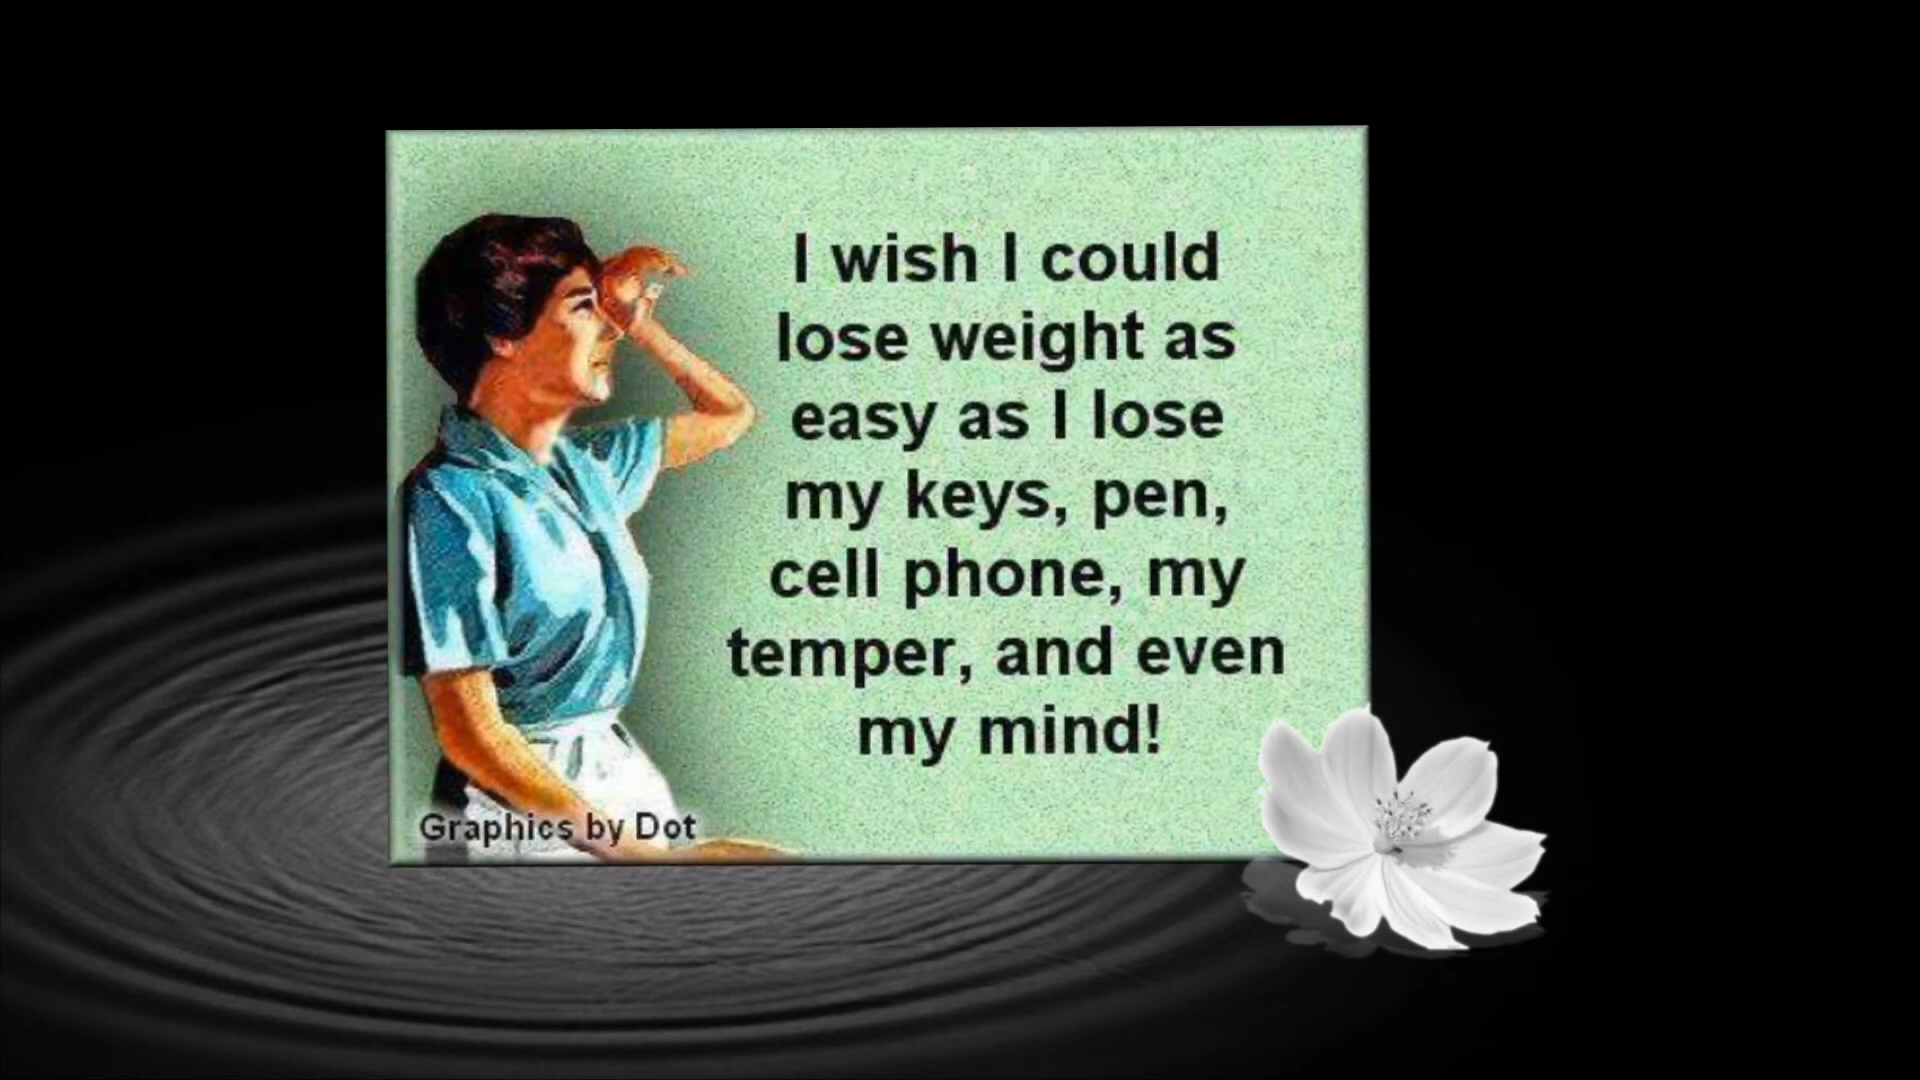 I wish I could
lose weight as
easy as I lose
my keys, pen,
cell phone, my
temper, and even
my mind!
Graphics by Dot